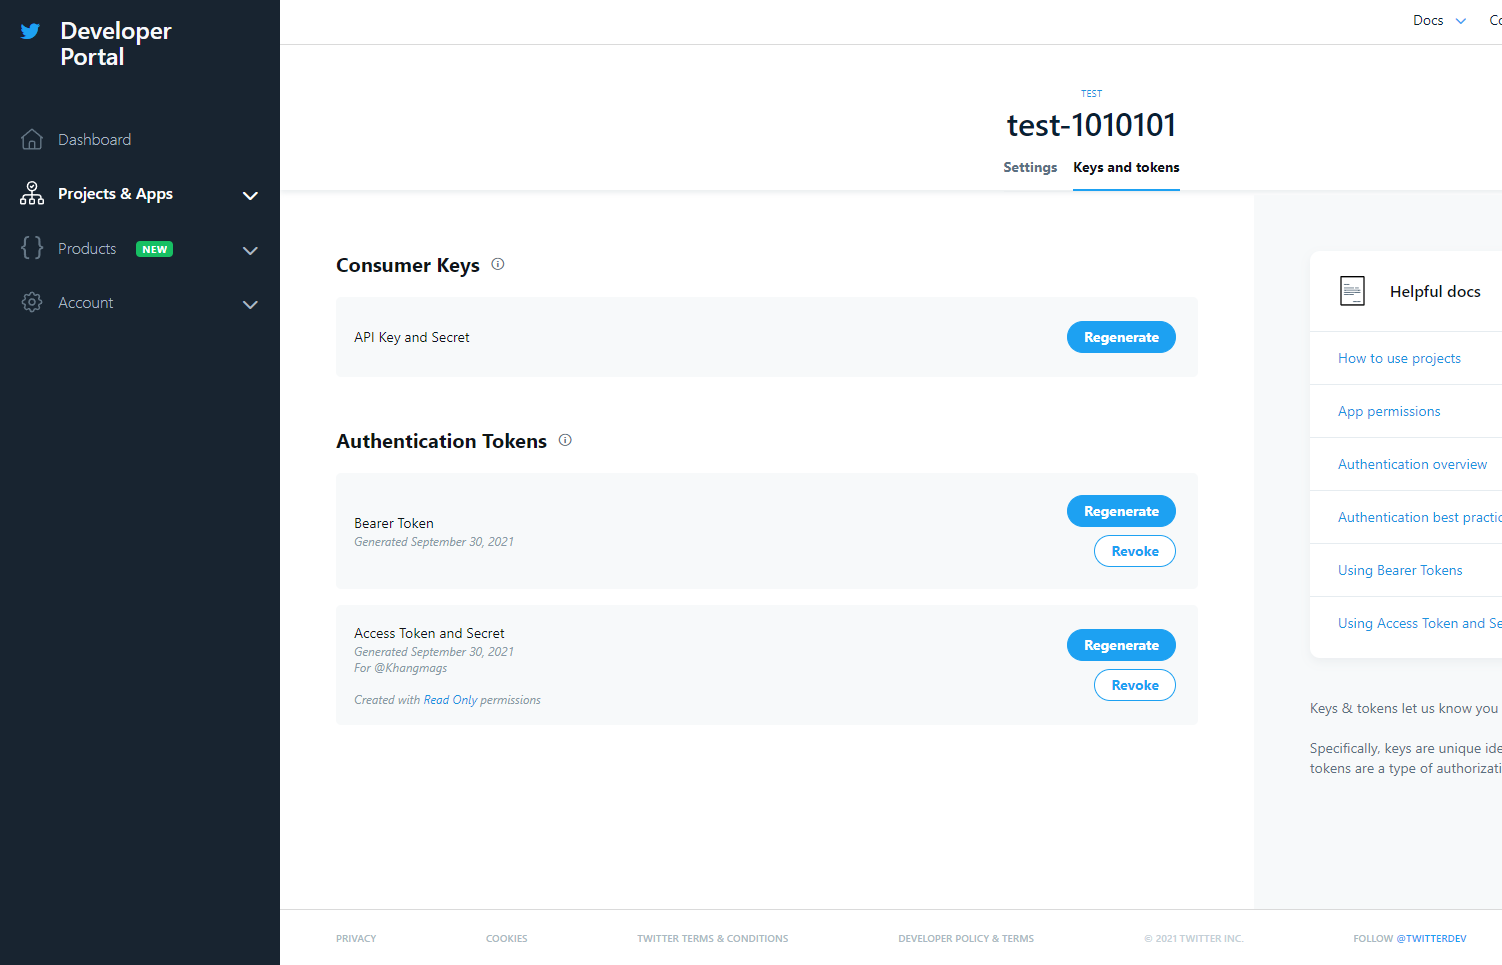 Developer
Portal
Docs
Dashboard
Projects & Apps
Products NEW
Account
TEST
test-1010101
Settings Keys and tokens
Consumer Keys
API Key and Secret
Regenerate
Authentication Tokens
Bearer Token
Generated September 30, 2021
Regenerate
Revoke
Access Token and Secret
Generated September 30, 2021
For @Khangmags
Created with Read Only permissions
Regenerate
Revoke
Helpful docs
How to use projects
App permissions
Authentication overview
Authentication best practic
Using Bearer Tokens
Using Access Token and Se
Keys & tokens let us know you
Specifically, keys are unique ide
tokens are a type of authorizati
PRIVACY COOKIES TWITTER TERMS & CONDITIONS DEVELOPER POLICY & TERMS © 2021 TWITTER INC. FOLLOW @TWITTERDEV